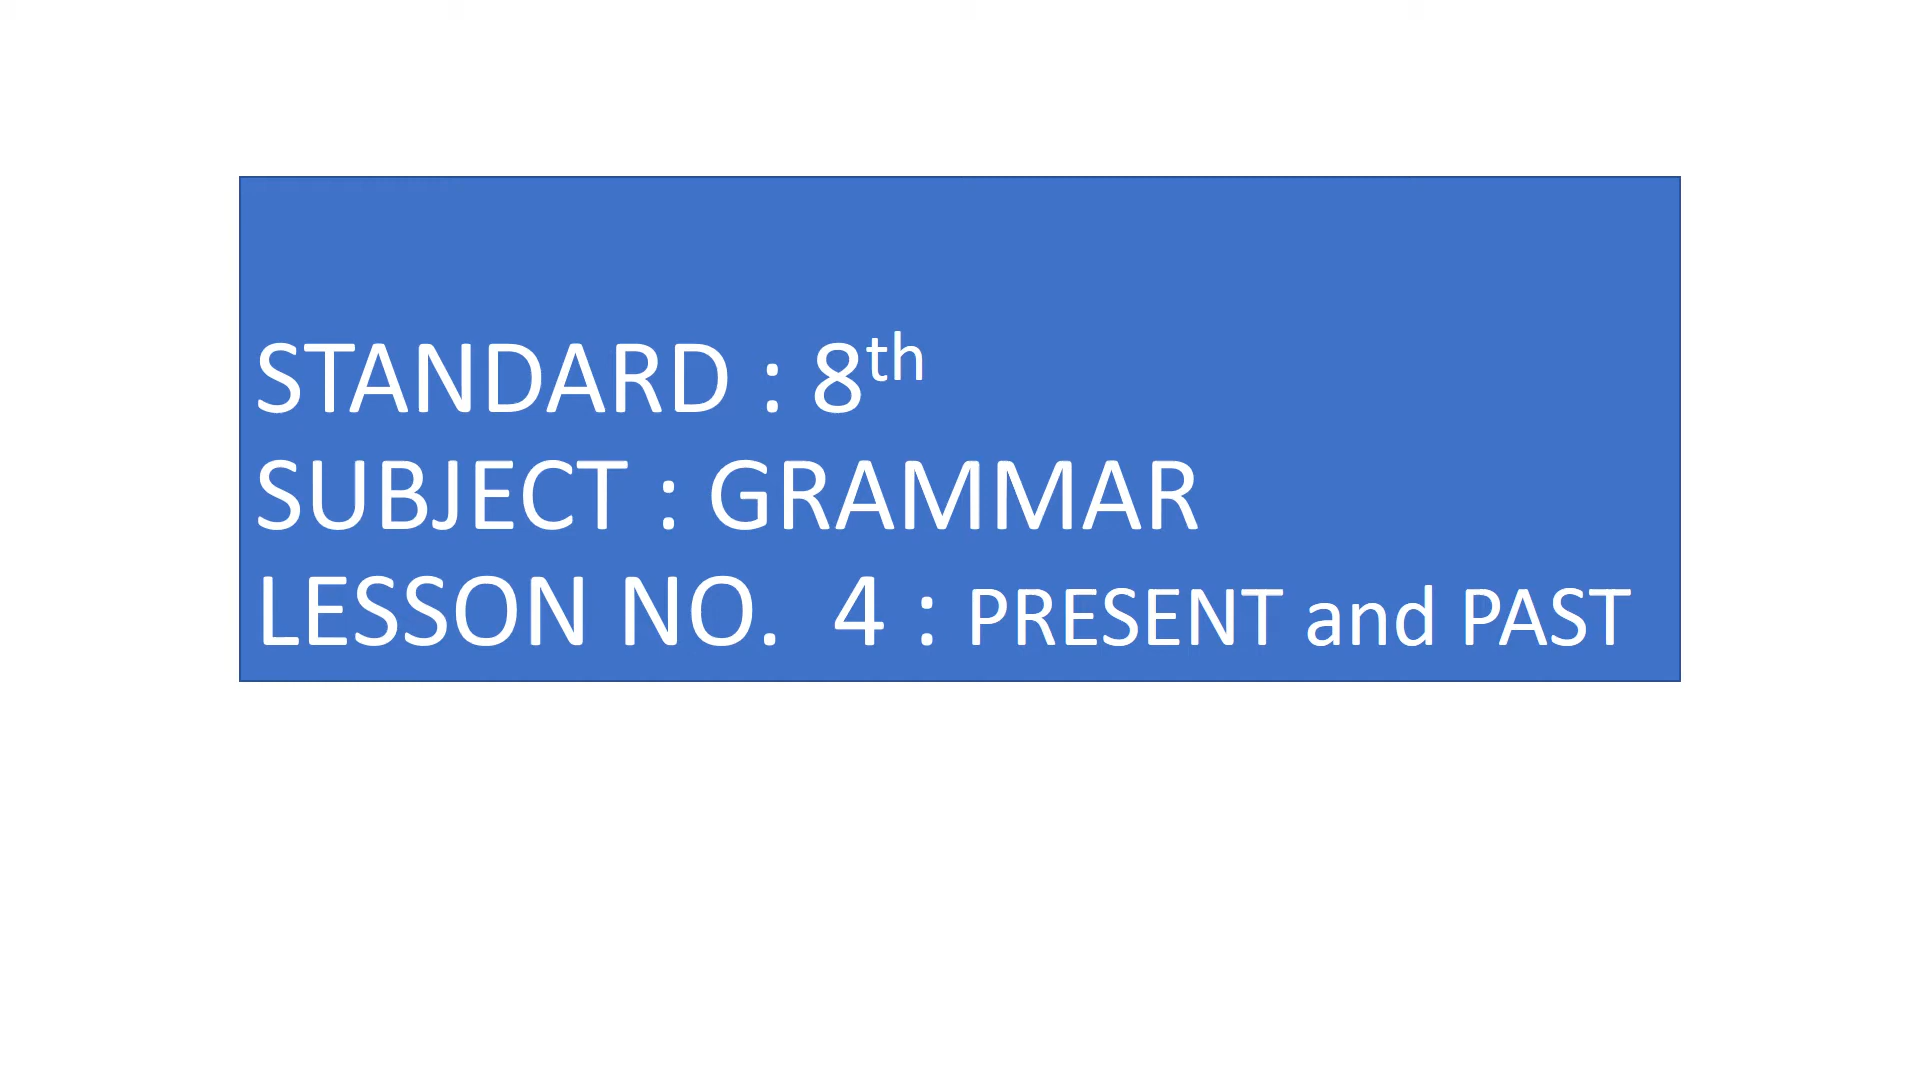 STANDARD : 8th
SUBJECT : GRAMMAR
LESSON NO.  4 : PRESENT and PAST